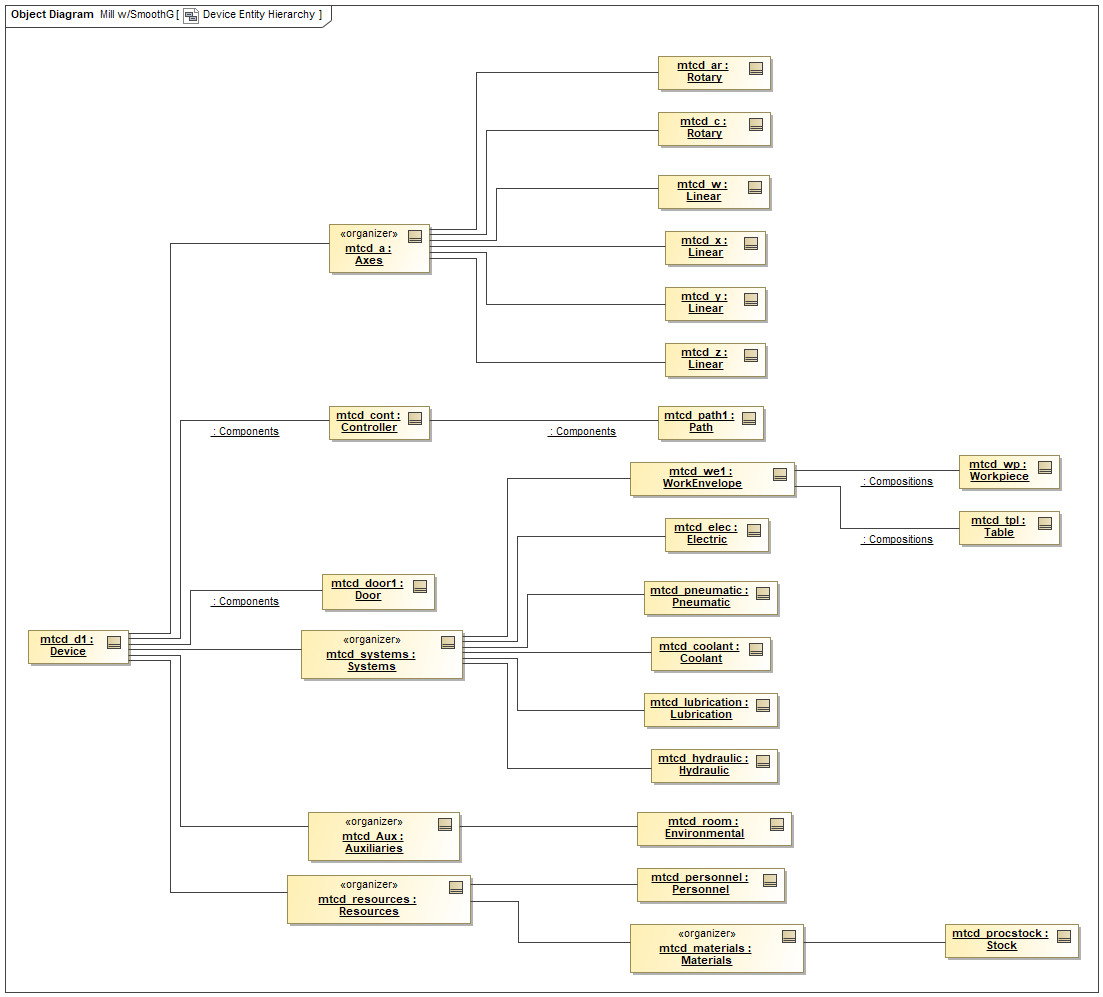 Object Diagram Mill w/SmoothG [ Device Entity Hierarchy ]
mtcd_ar :
Rotary
mtcd_c :
Rotary
mtcd_w :
Linear
«organizer»
mtcd_a :
Axes
mtcd_x :
Linear
mtcd_y :
Linear
mtcd_z :
Linear
mtcd_cont :
Controller
: Components
: Components
mtcd_path1 :
Path
mtcd_we1 :
WorkEnvelope
: Compositions
mtcd_wp :
Workpiece
mtcd_tpl :
Table
: Compositions
mtcd_elec :
Electric
mtcd_door1 :
Door
: Components
mtcd_pneumatic :
Pneumatic
mtcd_d1 :
Device
«organizer»
mtcd_systems :
Systems
mtcd_coolant :
Coolant
mtcd_lubrication :
Lubrication
mtcd_hydraulic :
Hydraulic
«organizer»
mtcd_Aux :
Auxiliaries
mtcd_room :
Environmental
«organizer»
mtcd_resources :
Resources
mtcd_personnel :
Personnel
«organizer»
mtcd_materials :
Materials
mtcd_procstock :
Stock